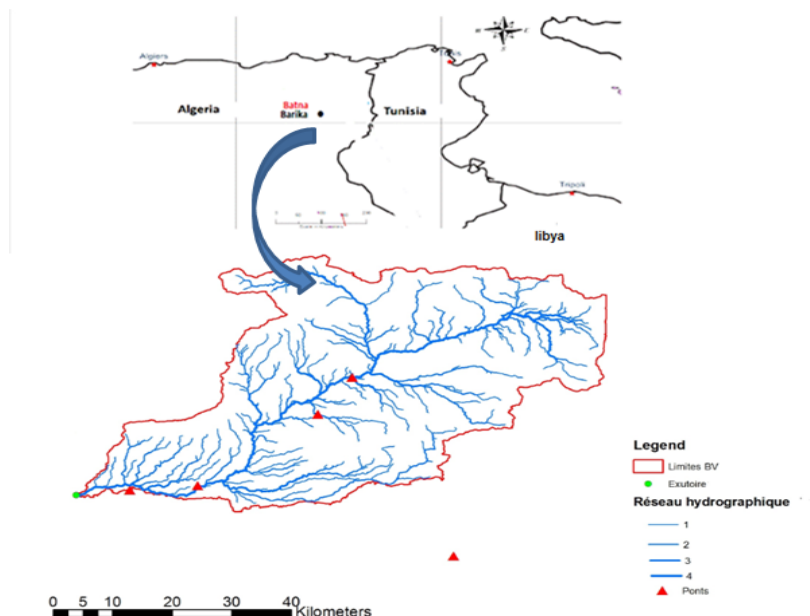 N
W E
S
Algiers
Tunis
Algeria
Batna
Barika
Tunisia
Tripoli
libya
Legend
Limites BV
Exutoire
Réseau hydrographique
1
2
3
4
Ponts
0 5 10 20 30 40
Kilometers